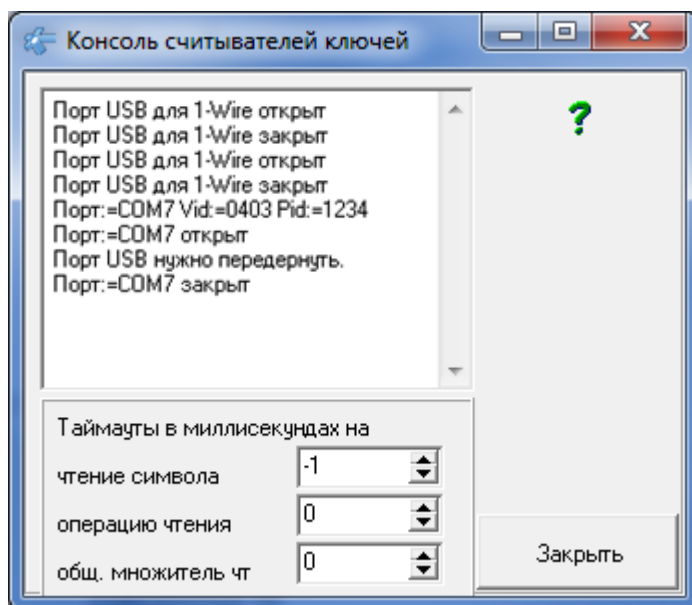 Консоль считывателей ключей
Порт USB для 1-Wire открыт
Порт USB для 1-Wire закрыт
Порт USB для 1-Wire открыт
Порт USB для 1-Wire закрыт
Порт:=COM7 Vid:=0403 Pid:=1234
Порт:=COM7 открыт
Порт USB нужно передернуть.
Порт:=COM7 закрыт
?
Таймауты в миллисекундах на
чтение символа -1
операцию чтения 0
общ. множитель чт 0
Закрыть